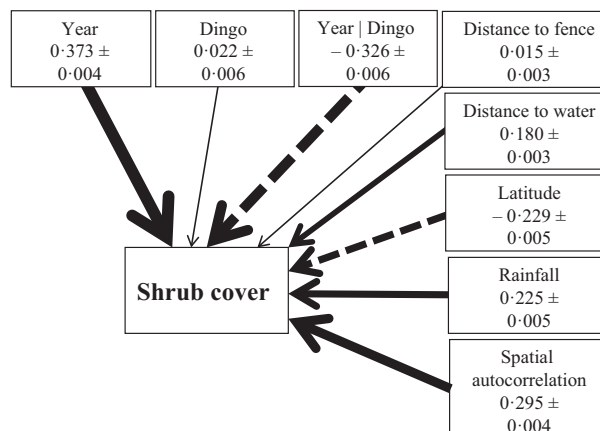 Year
0·373 ±
0·004
Dingo
0·022 ±
0·006
Year | Dingo
– 0·326 ±
0·006
Distance to fence
0·015 ±
0·003
Distance to water
0·180 ±
0·003
Latitude
– 0·229 ±
0·005
Rainfall
0·225 ±
0·005
Spatial
autocorrelation
0·295 ±
0·004
Shrub cover